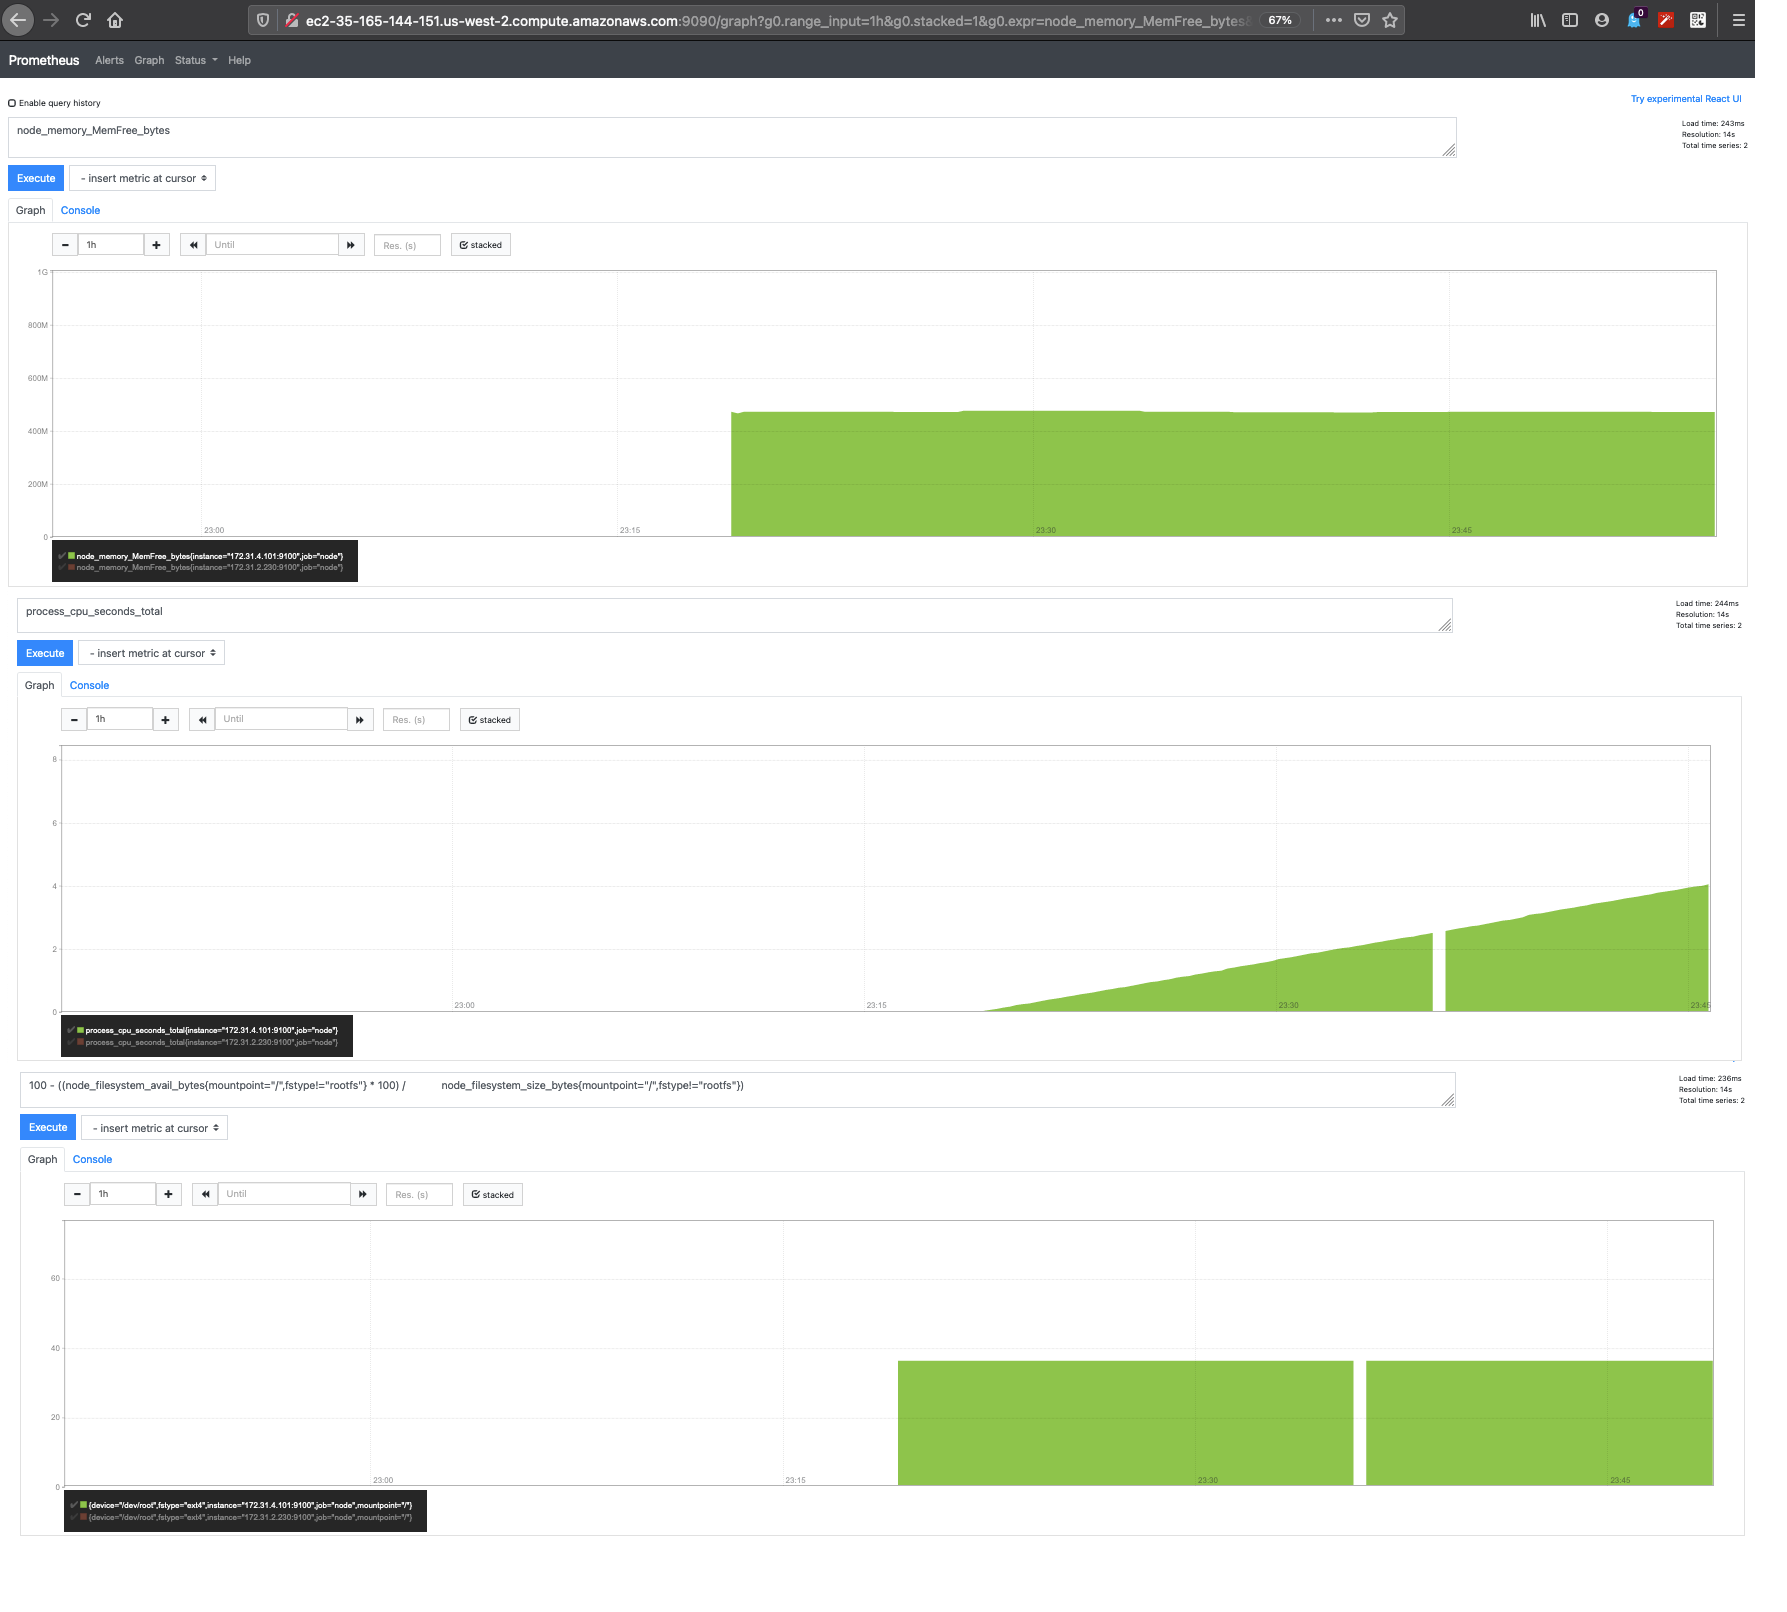 ec2-35-165-144-151.us-west-2.compute.amazonaws.com:9090/graph?g0.range_input=1h&g0.stacked=1&g0.expr=node_memory_MemFree_bytes& 67% 0
Prometheus Alerts Graph Status Help
Enable query history Try experimental React UI
node_memory_MemFree_bytes
Load time: 243ms
Resolution: 14s
Total time series: 2
Execute - insert metric at cursor
Graph Console
1h Until Res. (s) stacked
1G
800M
600M
400M
200M
0
23:00 23:15 23:30 23:45
node_memory_MemFree_bytes{instance="172.31.4.101:9100",job="node"}
node_memory_MemFree_bytes{instance="172.31.2.230:9100",job="node"}
process_cpu_seconds_total
Load time: 244ms
Resolution: 14s
Total time series: 2
Execute - insert metric at cursor
Graph Console
1h Until Res. (s) stacked
8
6
4
2
0
23:00 23:15 23:30 23:45
process_cpu_seconds_total{instance="172.31.4.101:9100",job="node"}
process_cpu_seconds_total{instance="172.31.2.230:9100",job="node"}
100 - ((node_filesystem_avail_bytes{mountpoint="/",fstype!="rootfs"} * 100) / node_filesystem_size_bytes{mountpoint="/",fstype!="rootfs"})
Load time: 236ms
Resolution: 14s
Total time series: 2
Execute - insert metric at cursor
Graph Console
1h Until Res. (s) stacked
60
40
20
0
23:00 23:15 23:30 23:45
{device="/dev/root",fstype="ext4",instance="172.31.4.101:9100",job="node",mountpoint="/"}
{device="/dev/root",fstype="ext4",instance="172.31.2.230:9100",job="node",mountpoint="/"}